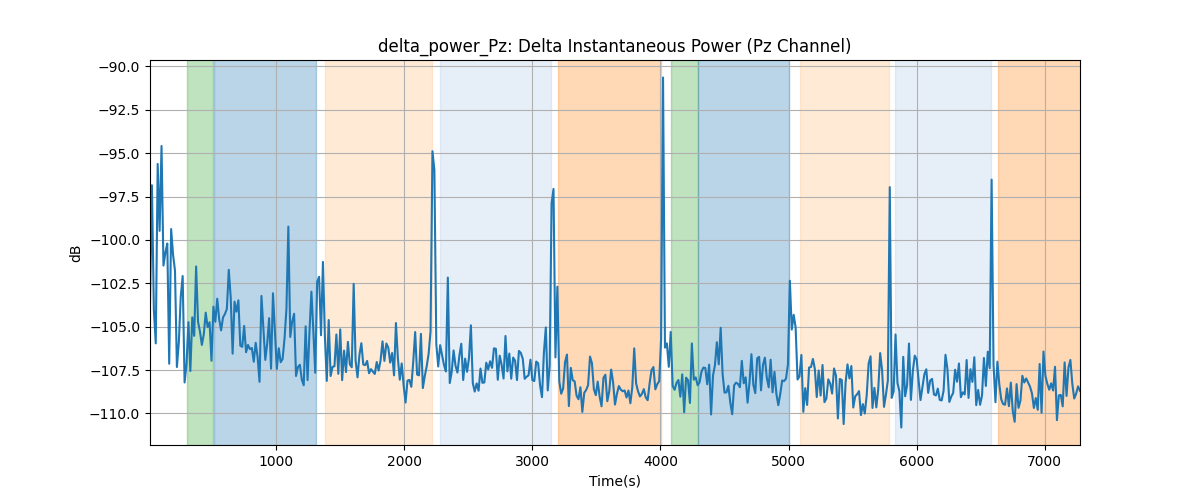 delta_power_Pz: Delta Instantaneous Power (Pz Channel)
−90.0
−92.5
−95.0
−97.5
−100.0
−102.5
−105.0
−107.5
−110.0
dB
1000 2000 3000 4000 5000 6000 7000
Time(s)